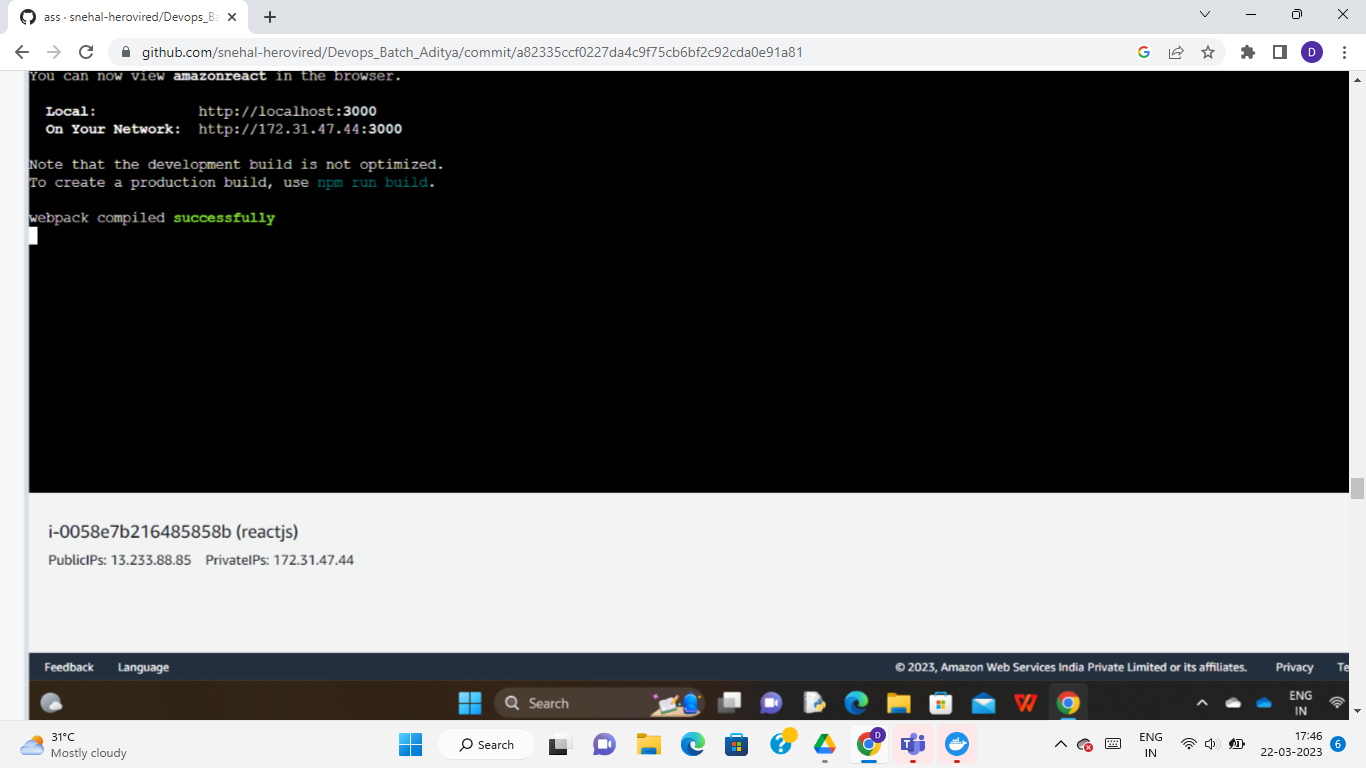 ass · snehal-herovired/Devops_Ba
github.com/snehal-herovired/Devops_Batch_Aditya/commit/a82335ccf0227da4c9f75cb6bf2c92cda0e91a81
D
You can now view amazonreact in the browser.
Local: http://localhost:3000
On Your Network: http://172.31.47.44:3000
Note that the development build is not optimized.
To create a production build, use npm run build.
webpack compiled successfully
i-0058e7b216485858b (reactjs)
PublicIPs: 13.233.88.85 PrivateIPs: 172.31.47.44
Feedback Language © 2023, Amazon Web Services India Private Limited or its affiliates. Privacy Te
Search ENG
IN
31°C
Mostly cloudy
Search
D
ENG
IN
17:46
22-03-2023
6